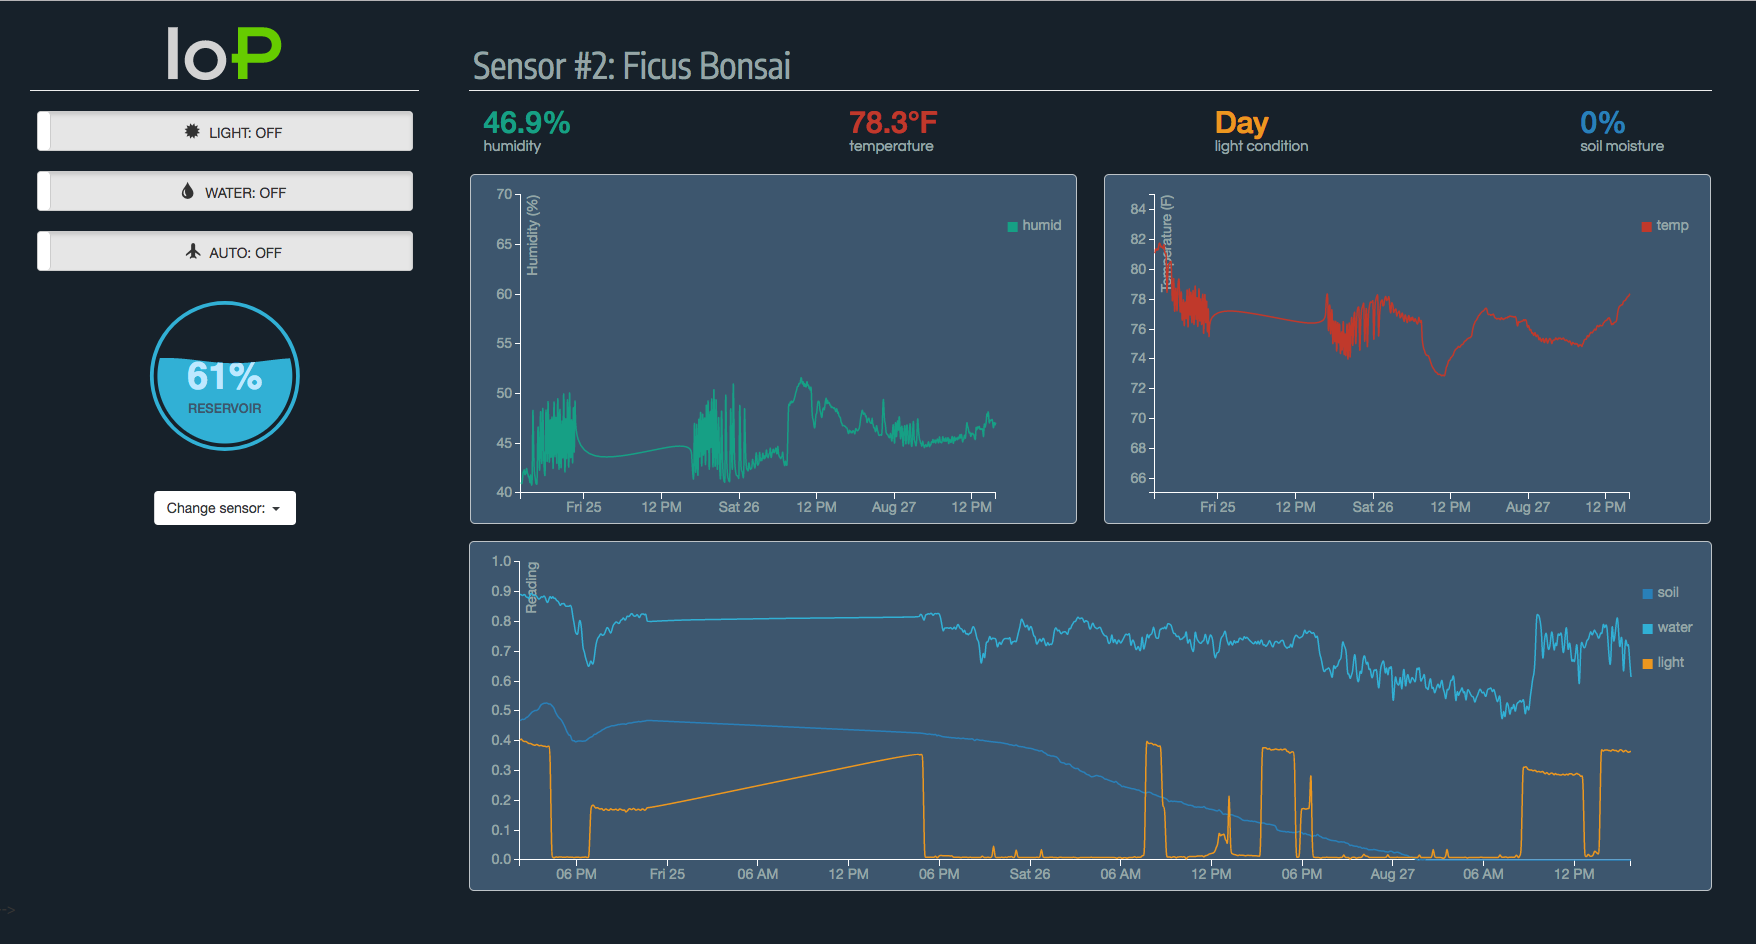 IoP
LIGHT: OFF
WATER: OFF
AUTO: OFF
61%
RESERVOIR
Change sensor:
Sensor #2: Ficus Bonsai
46.9%
humidity
78.3°F
temperature
Day
light condition
0%
soil moisture
70
65
60
55
50
45
40
Humidity (%)
humid
Fri 25 12 PM Sat 26 12 PM Aug 27 12 PM
84
82
80
78
76
74
72
70
68
66
Temperature (F)
temp
Fri 25 12 PM Sat 26 12 PM Aug 27 12 PM
1.0
0.9
0.8
0.7
0.6
0.5
0.4
0.3
0.2
0.1
0.0
Reading
soil
water
light
06 PM Fri 25 06 AM 12 PM 06 PM Sat 26 06 AM 12 PM 06 PM Aug 27 06 AM 12 PM
-->